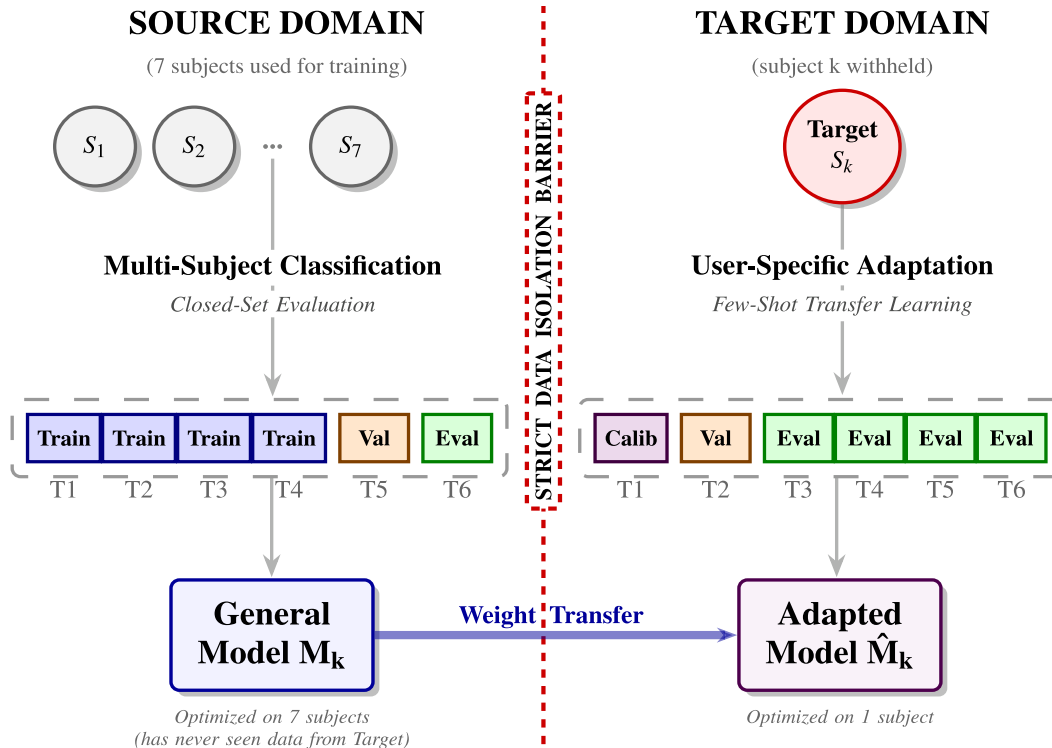 SOURCE DOMAIN
(7 subjects used for training)
S1
S2
...
S7
Multi-Subject Classification
Closed-Set Evaluation
Train Train Train Train Val Eval
T1 T2 T3 T4 T5 T6
General
Model Mk
Optimized on 7 subjects
(has never seen data from Target)
STRICT DATA ISOLATION BARRIER
Weight Transfer
TARGET DOMAIN
(subject k withheld)
Target
Sk
User-Specific Adaptation
Few-Shot Transfer Learning
Calib Val Eval Eval Eval Eval
T1 T2 T3 T4 T5 T6
Adapted
Model M̂k
Optimized on 1 subject